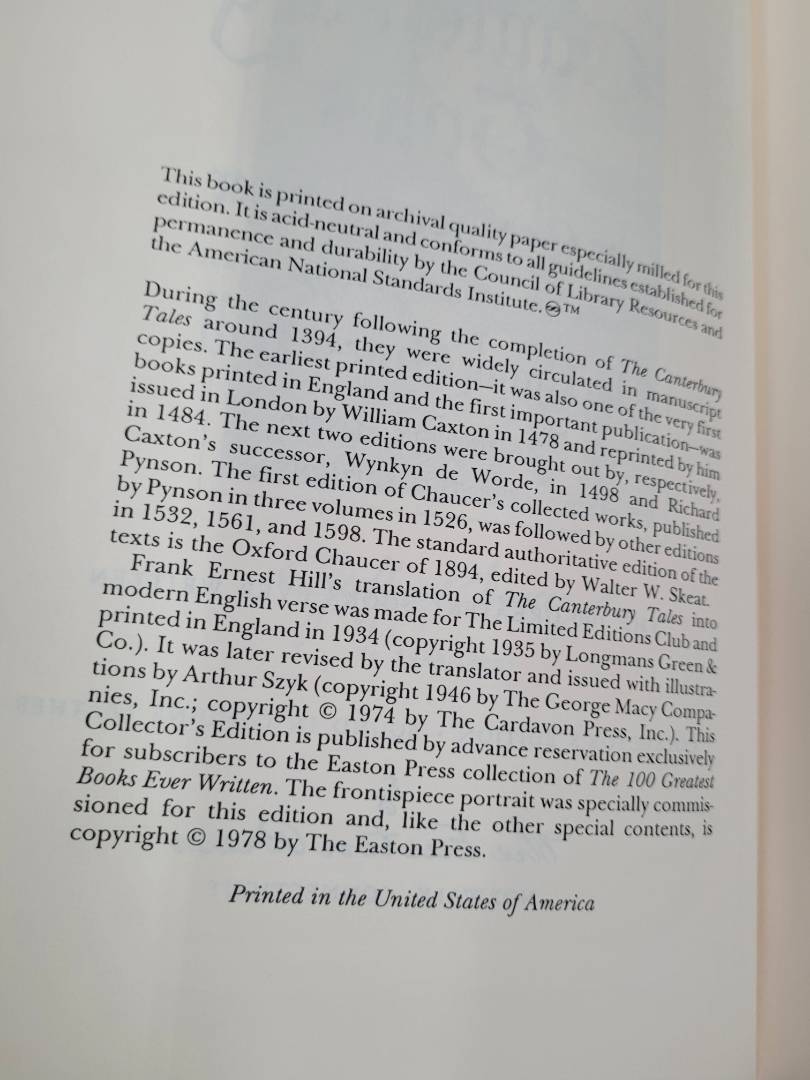 This book is printed on archival quality paper especially milled for this
edition. It is acid-neutral and conforms to all guidelines established for
permanence and durability by the Council of Library Resources and
the American National Standards Institute.♾™
During the century following the completion of The Canterbury
Tales around 1394, they were widely circulated in manuscript
copies. The earliest printed edition—it was also one of the very first
books printed in England and the first important publication—was
issued in London by William Caxton in 1478 and reprinted by him
in 1484. The next two editions were brought out by, respectively,
Caxton's successor, Wynkyn de Worde, in 1498 and Richard
Pynson. The first edition of Chaucer's collected works, published
by Pynson in three volumes in 1526, was followed by other editions
in 1532, 1561, and 1598. The standard authoritative edition of the
texts is the Oxford Chaucer of 1894, edited by Walter W. Skeat.
Frank Ernest Hill's translation of The Canterbury Tales into
modern English verse was made for The Limited Editions Club and
printed in England in 1934 (copyright 1935 by Longmans Green &
Co.). It was later revised by the translator and issued with illustra-
tions by Arthur Szyk (copyright 1946 by The George Macy Compa-
nies, Inc.; copyright © 1974 by The Cardavon Press, Inc.). This
Collector's Edition is published by advance reservation exclusively
for subscribers to the Easton Press collection of The 100 Greatest
Books Ever Written. The frontispiece portrait was specially commis-
sioned for this edition and, like the other special contents, is
copyright © 1978 by The Easton Press.
Printed in the United States of America